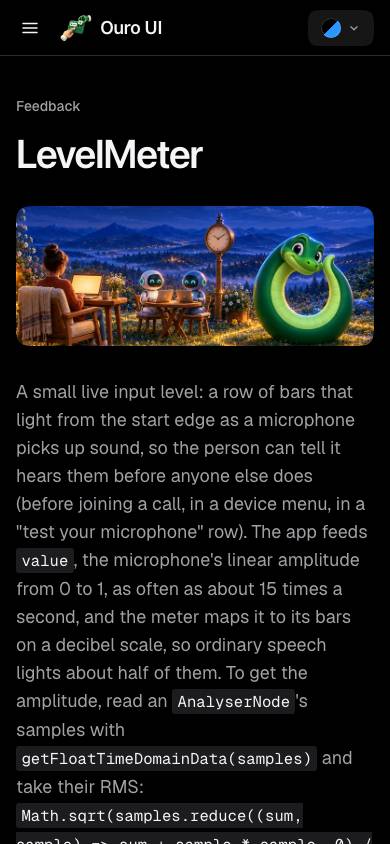 Ouro UI
Feedback
LevelMeter
A small live input level: a row of bars that
light from the start edge as a microphone
picks up sound, so the person can tell it
hears them before anyone else does
(before joining a call, in a device menu, in a
"test your microphone" row). The app feeds
value, the microphone's linear amplitude
from 0 to 1, as often as about 15 times a
second, and the meter maps it to its bars
on a decibel scale, so ordinary speech
lights about half of them. To get the
amplitude, read an AnalyserNode's
samples with
getFloatTimeDomainData(samples) and
take their RMS:
Math.sqrt(samples.reduce((sum,
sample) => sum + sample * sample, 0) /